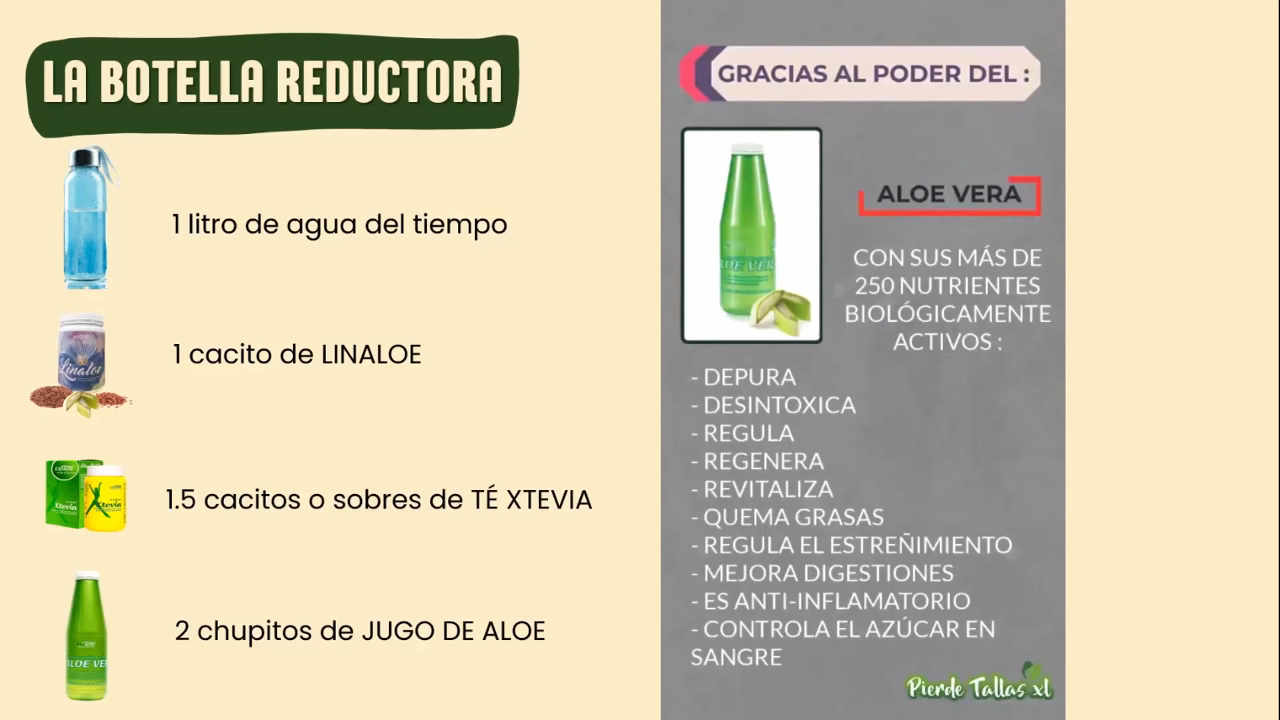 LA BOTELLA REDUCTORA
1 litro de agua del tiempo
Linaloe
1 cacito de LINALOE
Xtevia
Xtevia
1.5 cacitos o sobres de TÉ XTEVIA
2 chupitos de JUGO DE ALOE
GRACIAS AL PODER DEL :
ALOE VERA
CON SUS MÁS DE
250 NUTRIENTES
BIOLÓGICAMENTE
ACTIVOS :
- DEPURA
- DESINTOXICA
- REGULA
- REGENERA
- REVITALIZA
- QUEMA GRASAS
- REGULA EL ESTREÑIMIENTO
- MEJORA DIGESTIONES
- ES ANTI-INFLAMATORIO
- CONTROLA EL AZÚCAR EN
SANGRE
Pierde Tallas xl